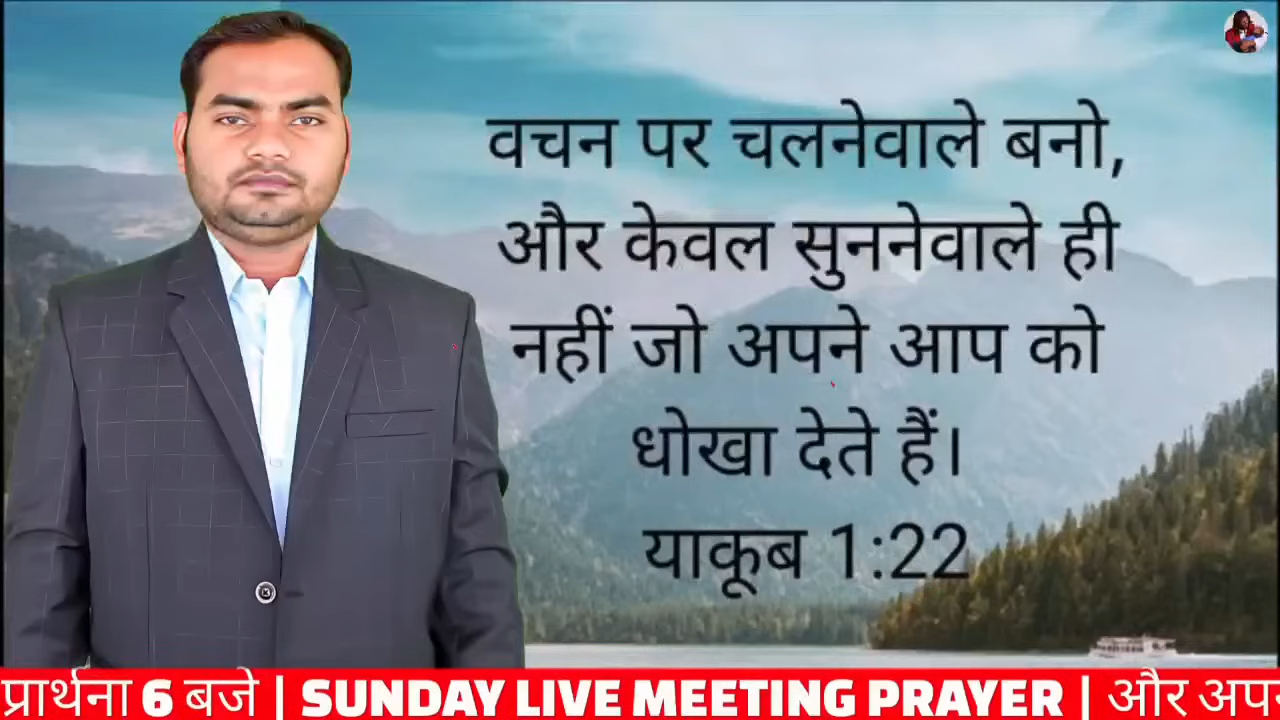 वचन पर चलनेवाले बनो,
और केवल सुननेवाले ही
नहीं जो अपने आप को
धोखा देते हैं।
याकूब 1:22
प्रार्थना 6 बजे | SUNDAY LIVE MEETING PRAYER | और